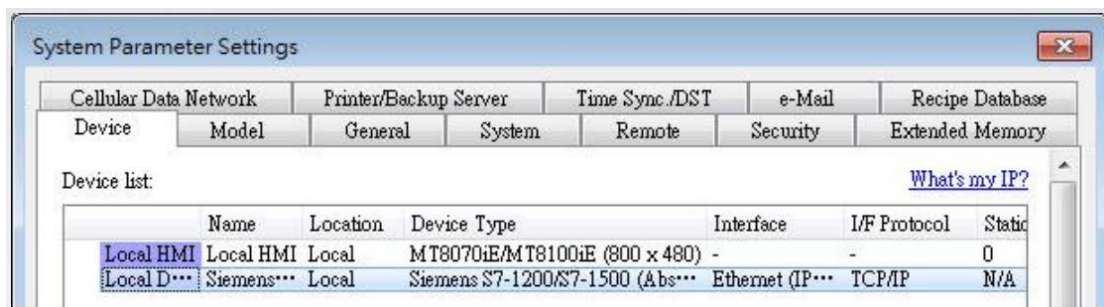 System Parameter Settings
Cellular Data Network Printer/Backup Server Time Sync./DST e-Mail Recipe Database
Device Model General System Remote Security Extended Memory
Device list: What's my IP?
Name Location Device Type Interface I/F Protocol Static
Local HMI Local HMI Local MT8070iE/MT8100iE (800 x 480) - - 0
Local D··· Siemens··· Local Siemens S7-1200/S7-1500 (Abs··· Ethernet (IP··· TCP/IP N/A